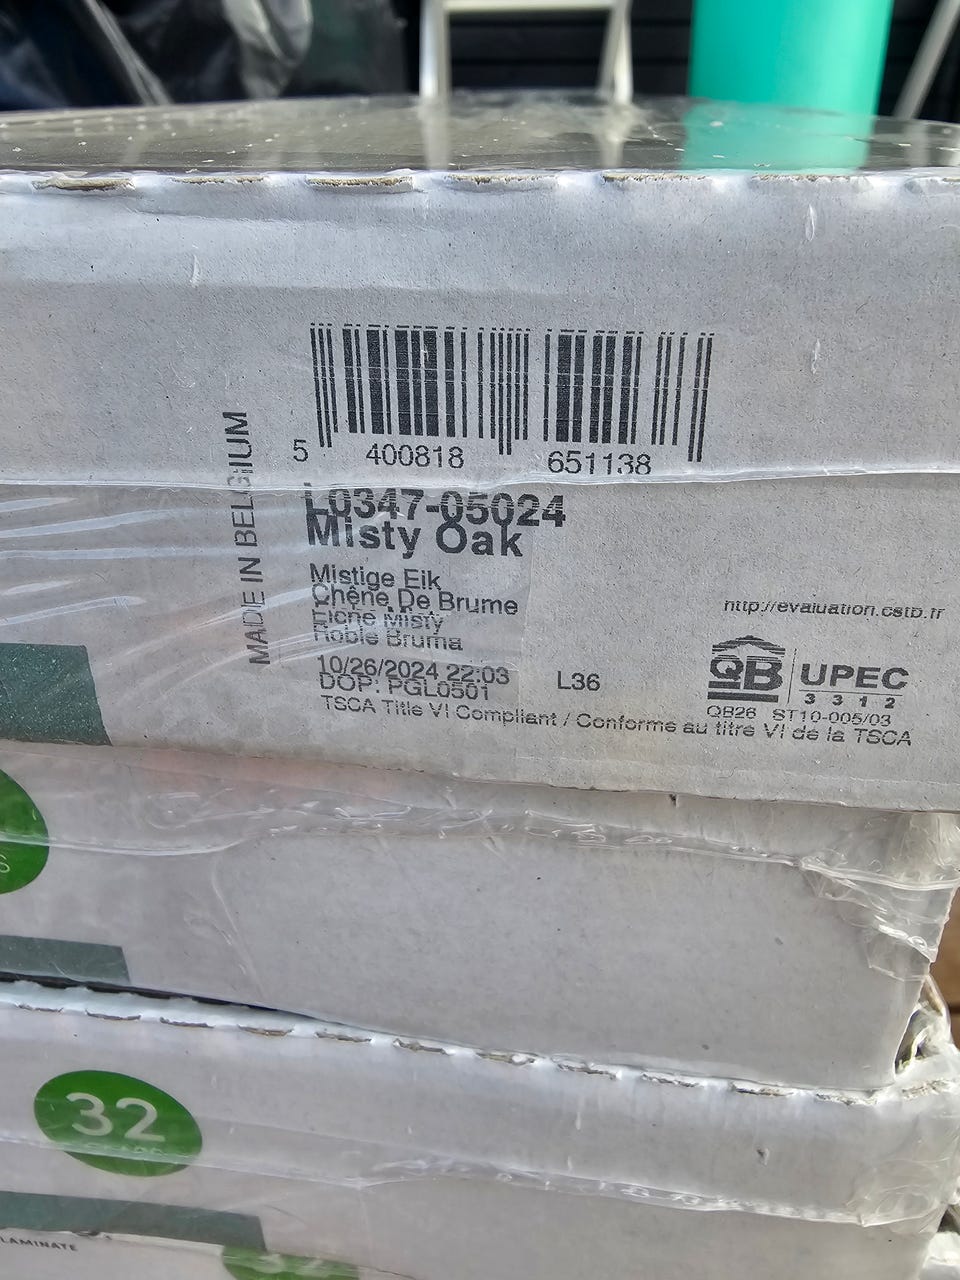 5 400818 651138
MADE IN BELGIUM
L0347-05024
Misty Oak
Mistige Eik
Chêne De Brume
Eiche Misty
Roble Bruma
10/26/2024 22:03
DOP: PGL0501
L36
TSCA Title VI Compliant / Conforme au titre VI de la TSCA
http://evaluation.cstb.fr
QB UPEC
3 3 1 2
QB26 ST10-005/03
32
LAMINATE